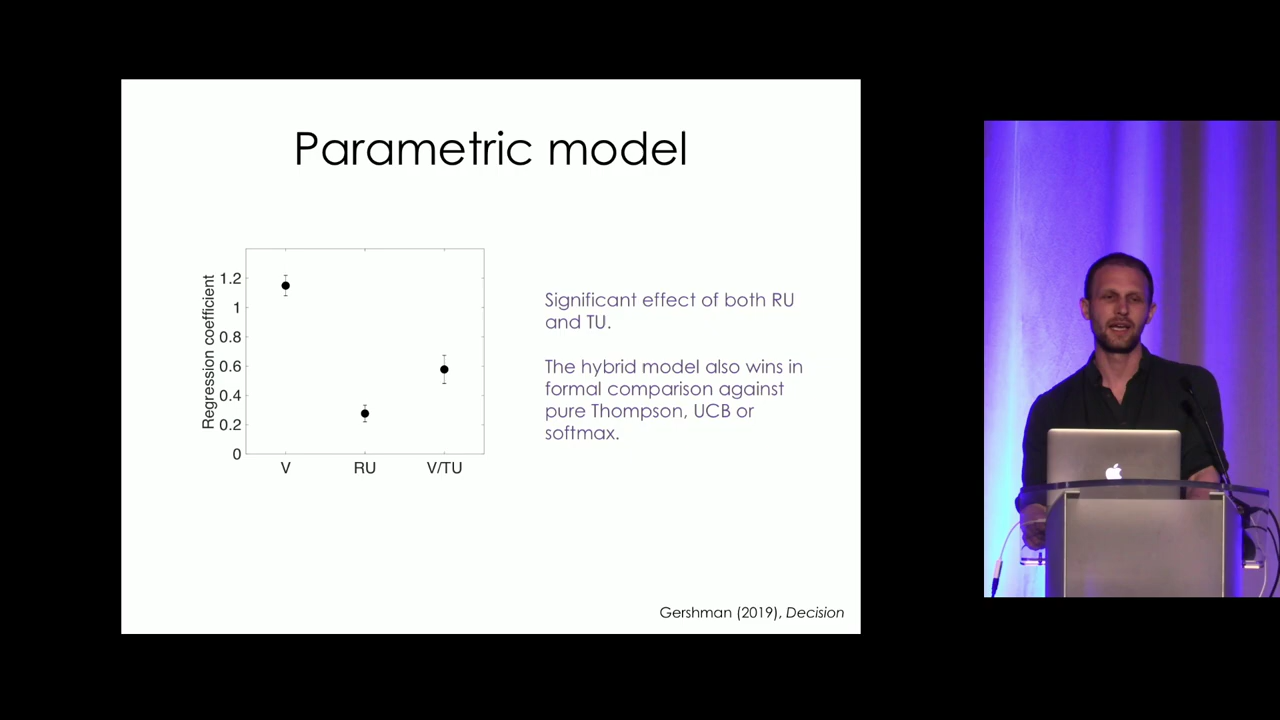 Parametric model
Regression coefficient
1.2
1
0.8
0.6
0.4
0.2
0
V RU V/TU
Significant effect of both RU
and TU.
The hybrid model also wins in
formal comparison against
pure Thompson, UCB or
softmax.
Gershman (2019), Decision